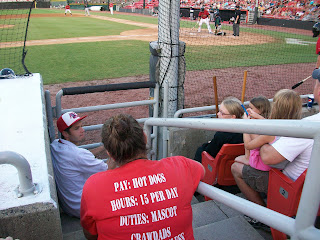 PAY: HOT DOGS
HOURS: 15 PER DAY
DUTIES: MASCOT
CRAWDADS